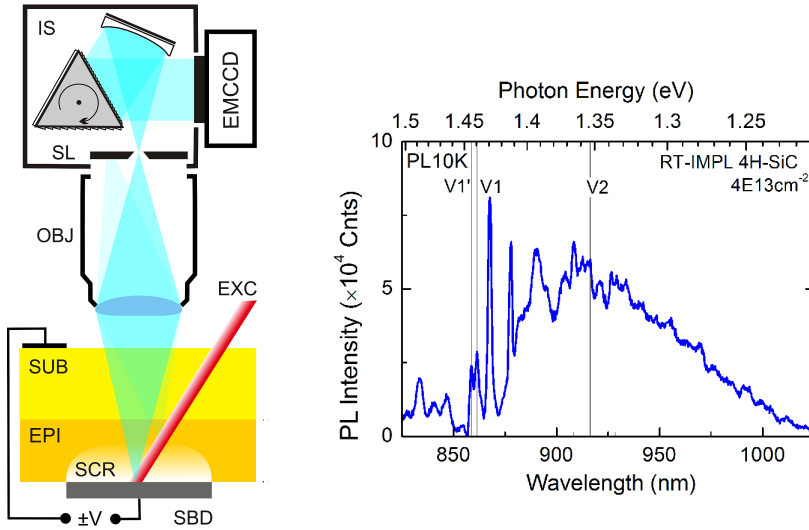 IS
EMCCD
SL
OBJ
EXC
SUB
EPI
SCR
±V
SBD
Photon Energy (eV)
1.5 1.45 1.4 1.35 1.3 1.25
10
PL10K
RT-IMPL 4H-SiC
4E13cm-2
V1' V1 V2
5
0
PL Intensity (×10⁴ Cnts)
850 900 950 1000
Wavelength (nm)